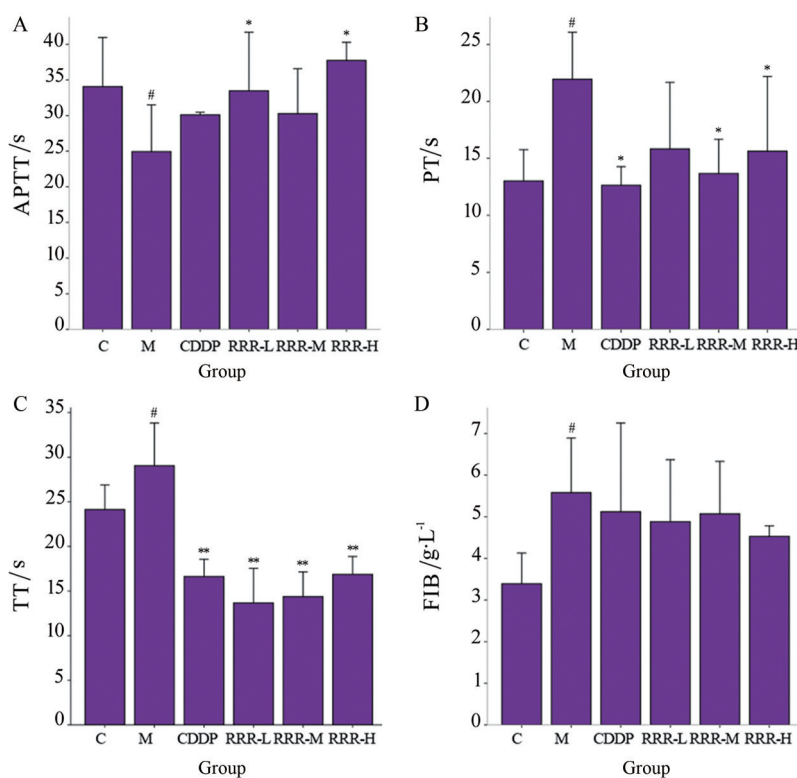 A
APTT/s
40
35
30
25
20
15
10
5
0
#
*
*
C M CDDP RRR-L RRR-M RRR-H
Group
B
PT/s
25
20
15
10
5
0
#
*
*
*
C M CDDP RRR-L RRR-M RRR-H
Group
C
TT/s
35
30
25
20
15
10
5
0
#
** ** ** **
C M CDDP RRR-L RRR-M RRR-H
Group
D
FIB/g·L⁻¹
7
6
5
4
3
2
1
0
#
C M CDDP RRR-L RRR-M RRR-H
Group